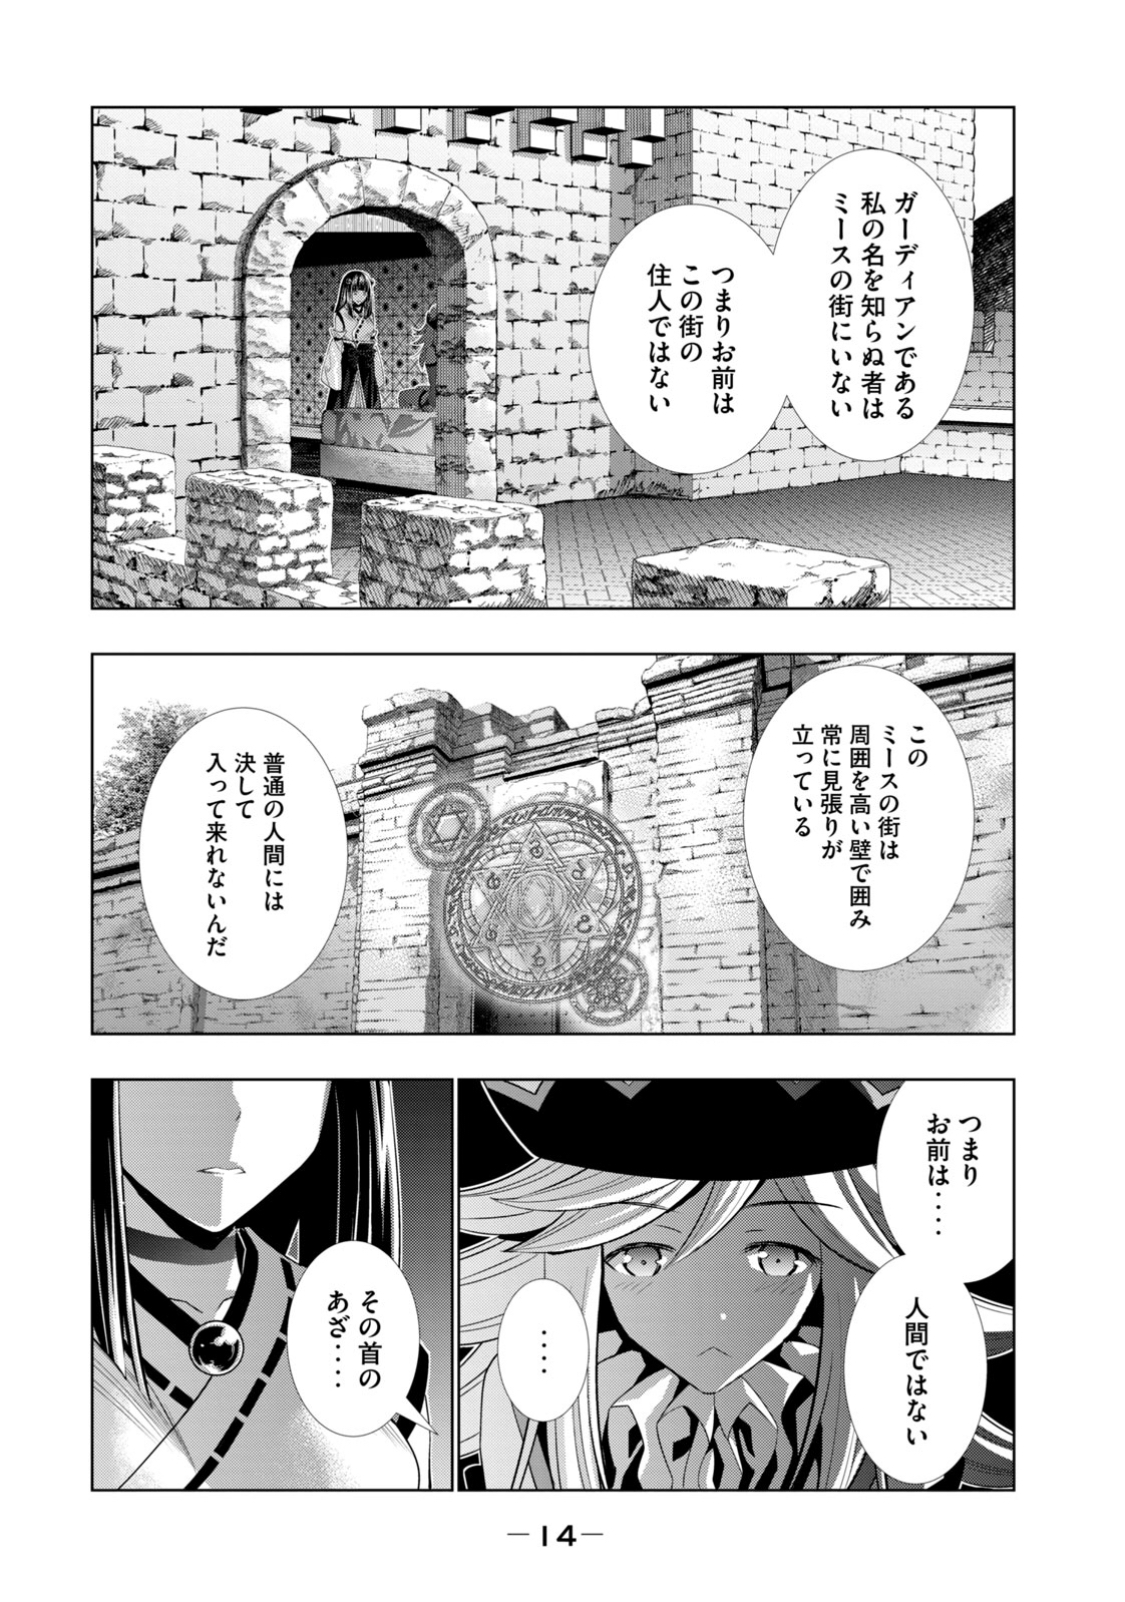 ガーディアンである
私の名を知らぬ者は
ミースの街にいない
つまりお前は
この街の
住人ではない
この
ミースの街は
周囲を高い壁で囲み
常に見張りが
立っている
普通の人間には
決して
入って来れないんだ
つまり
お前は‥‥
人間ではない
‥‥
その首の
あざ‥‥
—14—